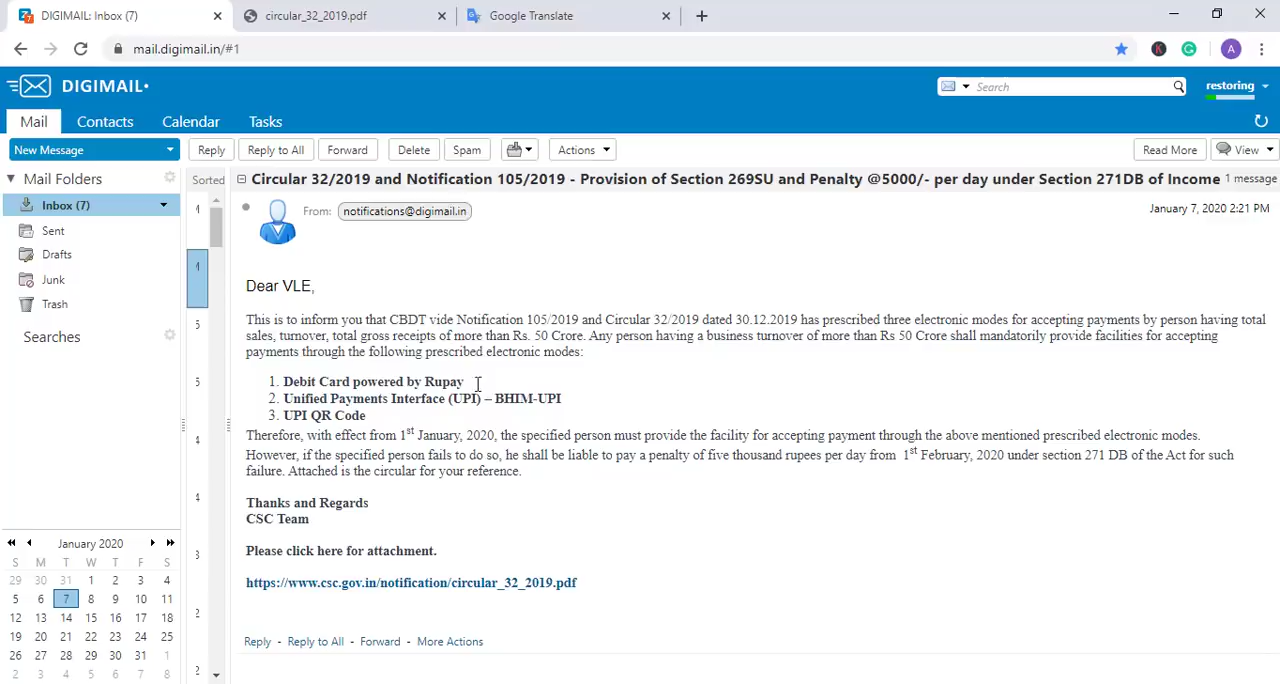 DIGIMAIL: Inbox (7)
circular_32_2019.pdf
Google Translate
mail.digimail.in/#1
A
DIGIMAIL
Search
restoring
Mail
Contacts
Calendar
Tasks
New Message
Reply
Reply to All
Forward
Delete
Spam
Actions
Read More
View
Mail Folders
Inbox (7)
Sent
Drafts
Junk
Trash
Searches
Sorted
Circular 32/2019 and Notification 105/2019 - Provision of Section 269SU and Penalty @5000/- per day under Section 271DB of Income
1 message
From: notifications@digimail.in
January 7, 2020 2:21 PM
Dear VLE,
This is to inform you that CBDT vide Notification 105/2019 and Circular 32/2019 dated 30.12.2019 has prescribed three electronic modes for accepting payments by person having total
sales, turnover, total gross receipts of more than Rs. 50 Crore. Any person having a business turnover of more than Rs 50 Crore shall mandatorily provide facilities for accepting
payments through the following prescribed electronic modes:
1. Debit Card powered by Rupay
2. Unified Payments Interface (UPI) – BHIM-UPI
3. UPI QR Code
Therefore, with effect from 1st January, 2020, the specified person must provide the facility for accepting payment through the above mentioned prescribed electronic modes.
However, if the specified person fails to do so, he shall be liable to pay a penalty of five thousand rupees per day from 1st February, 2020 under section 271 DB of the Act for such
failure. Attached is the circular for your reference.
Thanks and Regards
CSC Team
Please click here for attachment.
https://www.csc.gov.in/notification/circular_32_2019.pdf
Reply - Reply to All - Forward - More Actions
January 2020
S M T W T F S
29 30 31 1 2 3 4
5 6 7 8 9 10 11
12 13 14 15 16 17 18
19 20 21 22 23 24 25
26 27 28 29 30 31 1
2 3 4 5 6 7 8